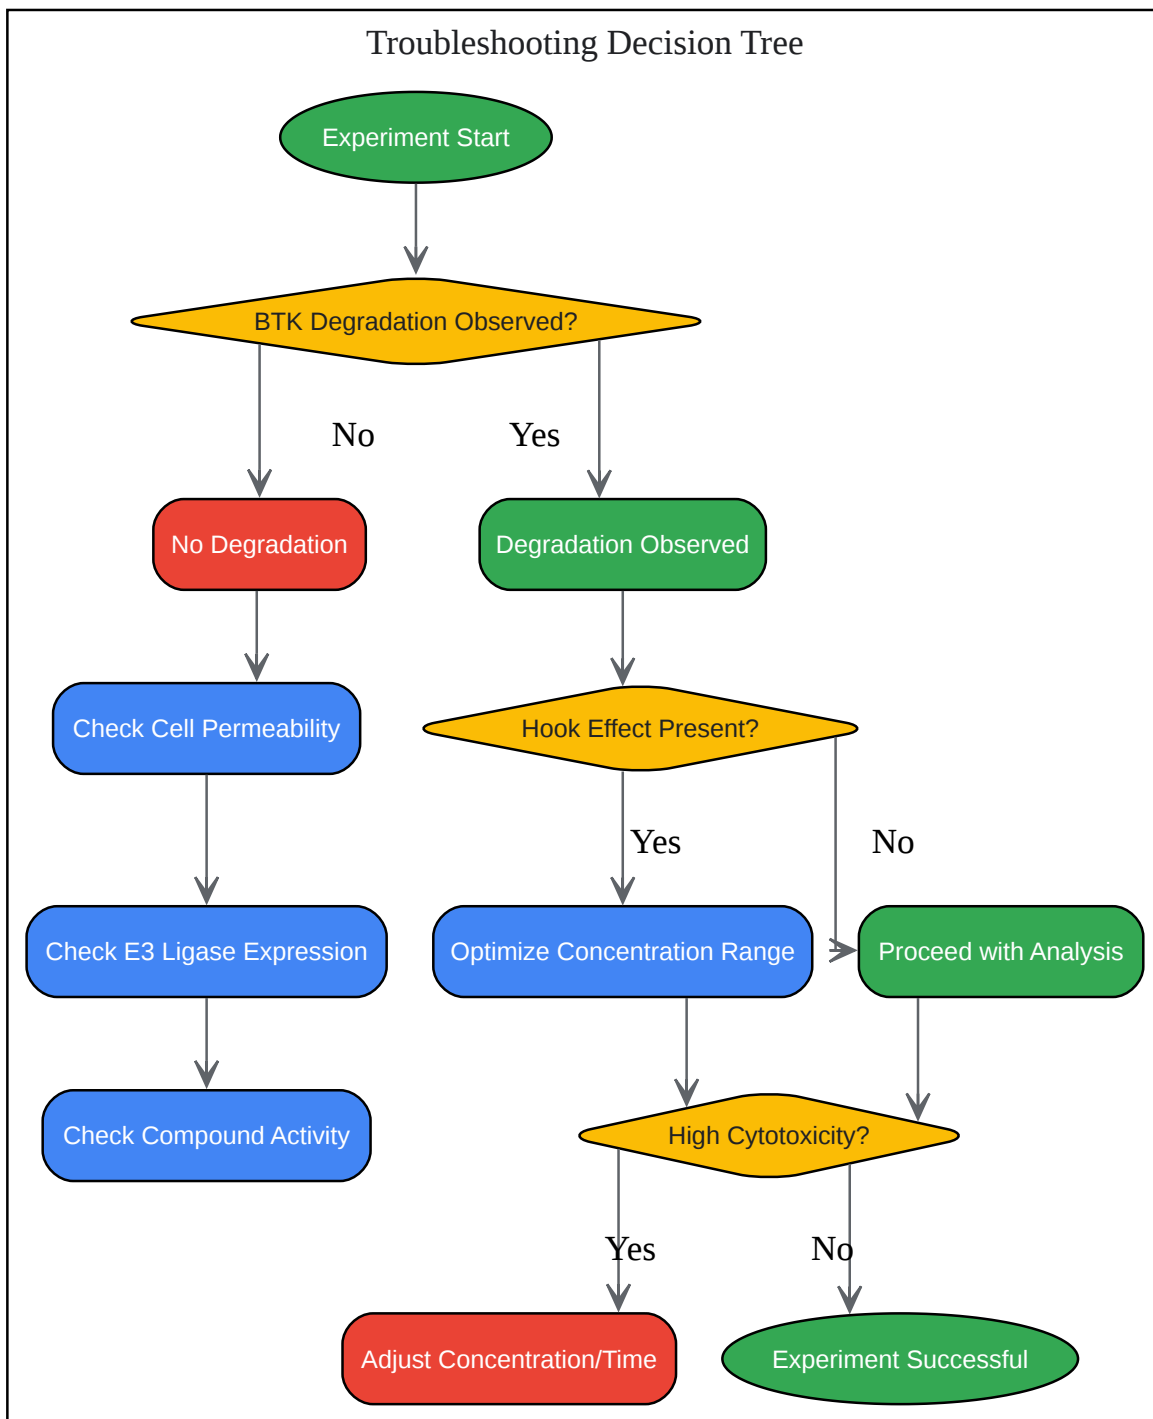 Troubleshooting Decision Tree
Experiment Start
BTK Degradation Observed?
No
Yes
No Degradation
Degradation Observed
Check Cell Permeability
Hook Effect Present?
Yes
No
Check E3 Ligase Expression
Optimize Concentration Range
Proceed with Analysis
Check Compound Activity
High Cytotoxicity?
Yes
No
Adjust Concentration/Time
Experiment Successful